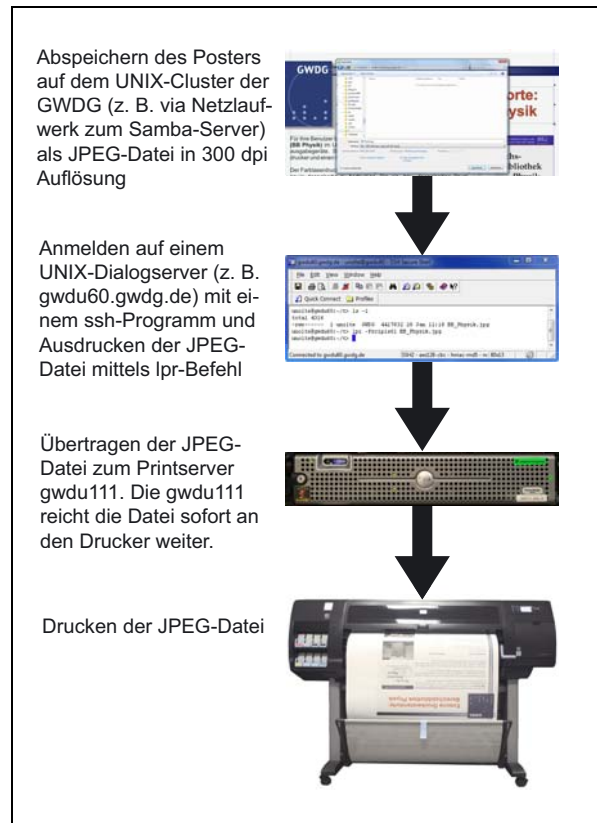 Abspeichern des Posters
auf dem UNIX-Cluster der
GWDG (z. B. via Netzlauf-
werk zum Samba-Server)
als JPEG-Datei in 300 dpi
Auflösung
GWDG
orte:
ysik
bliothek
Anmelden auf einem
UNIX-Dialogserver (z. B.
gwdu60.gwdg.de) mit ei-
nem ssh-Programm und
Ausdrucken der JPEG-
Datei mittels lpr-Befehl
File Edit View Window Help
Quick Connect Profiles
Übertragen der JPEG-
Datei zum Printserver
gwdu111. Die gwdu111
reicht die Datei sofort an
den Drucker weiter.
Drucken der JPEG-Datei